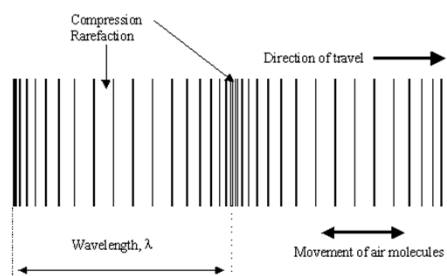 Compression
Rarefaction
Direction of travel
Wavelength, λ
Movement of air molecules